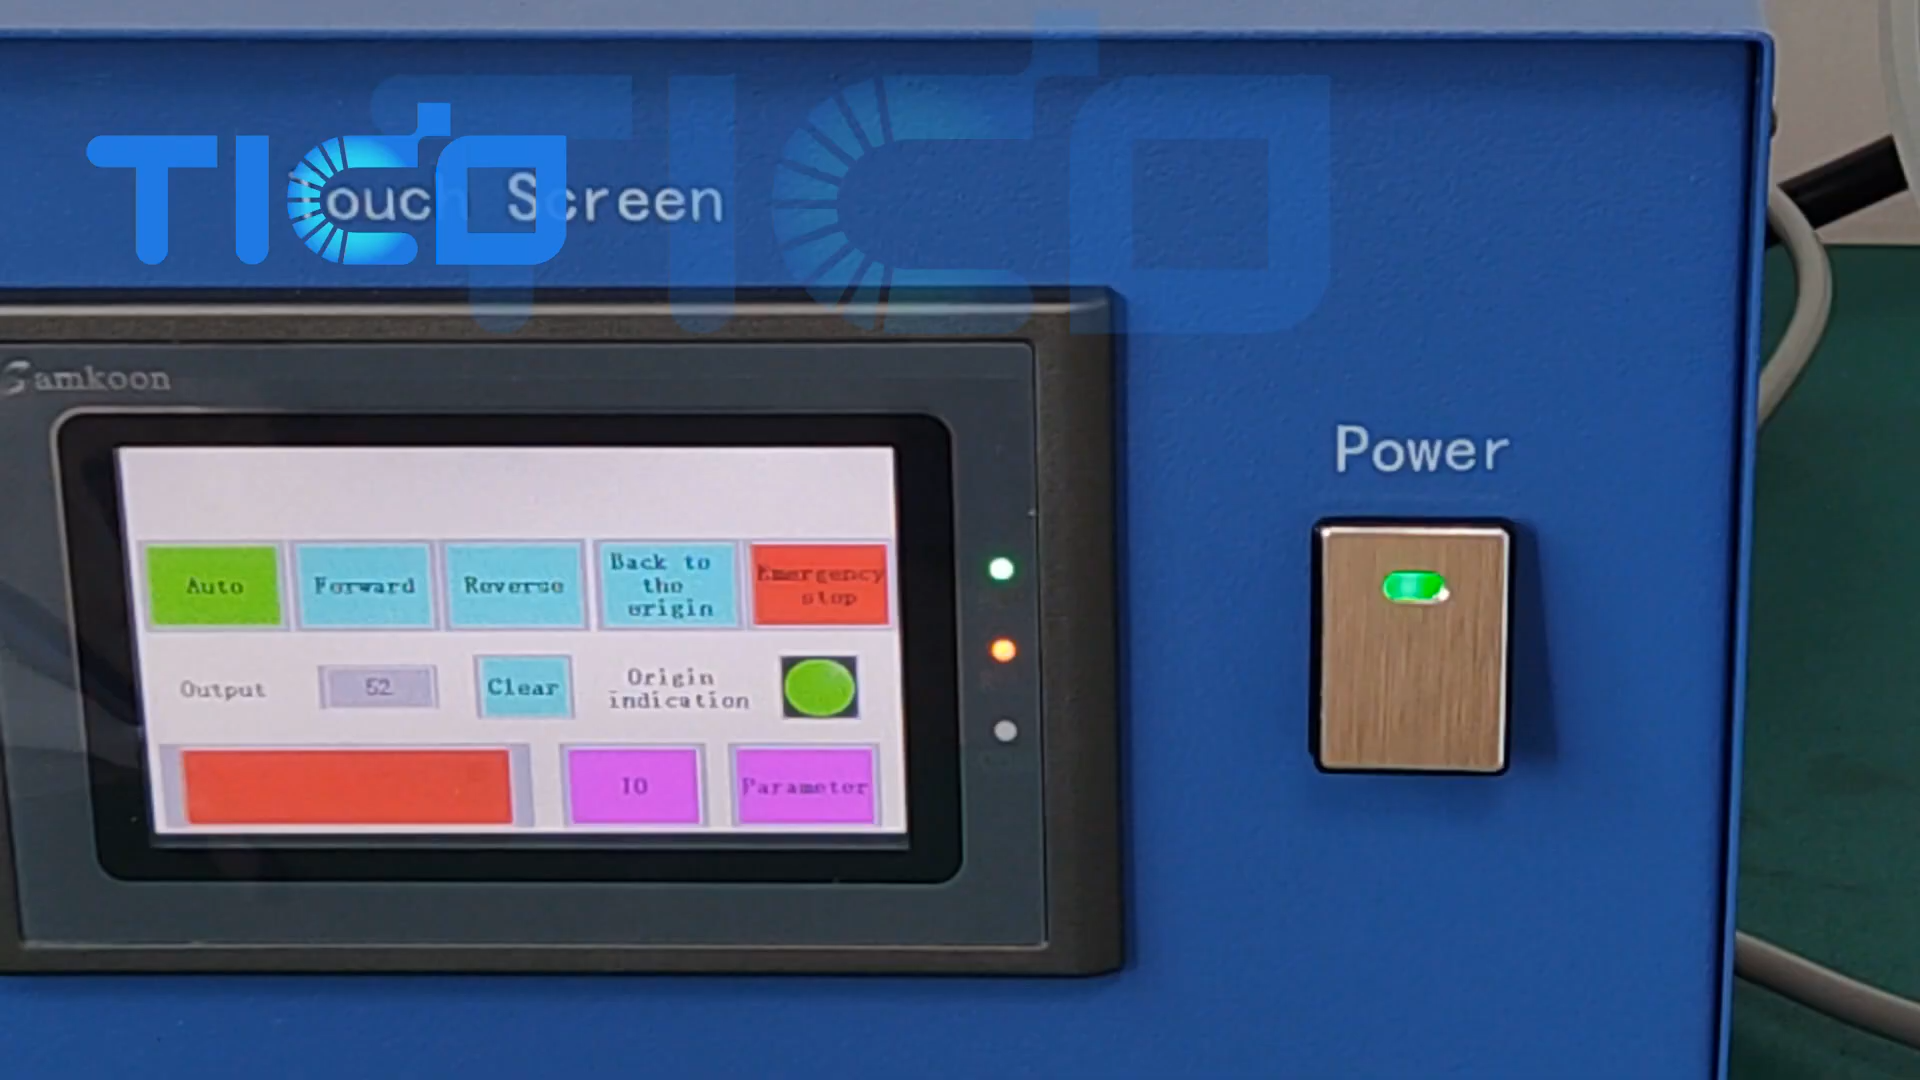 TICO
TICO
Touch Screen
Samkoon
Power
Auto
Forward
Reverse
Back to
the
origin
Emergency
stop
Output
52
Clear
Origin
indication
IO
Parameter